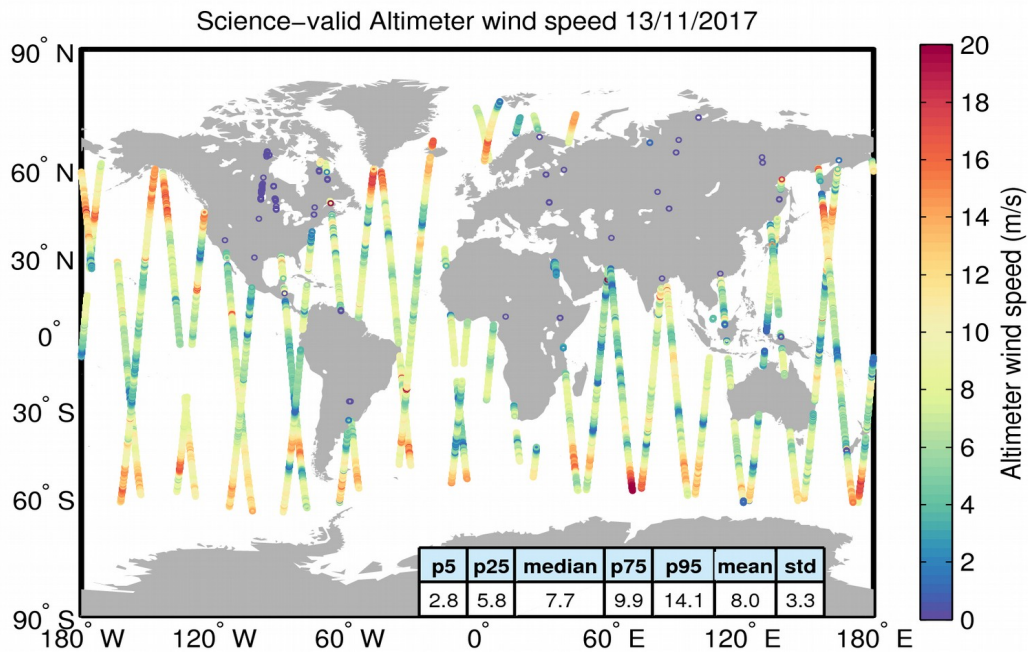 Science−valid Altimeter wind speed 13/11/2017
90° N
60° N
30° N
0°
30° S
60° S
90° S
180° W
120° W
60° W
0°
60° E
120° E
180° E
p5 p25 median p75 p95 mean std
2.8 5.8 7.7 9.9 14.1 8.0 3.3
20
18
16
14
12
10
8
6
4
2
0
Altimeter wind speed (m/s)